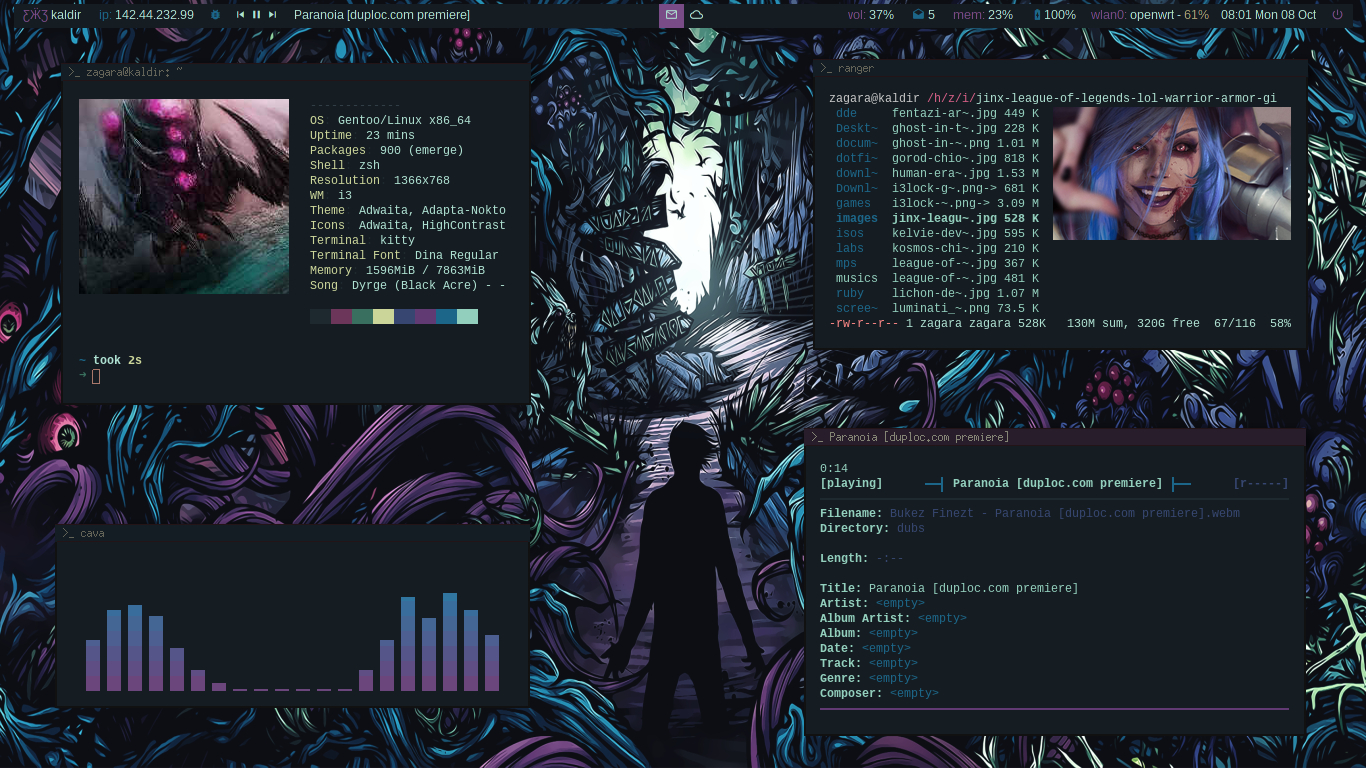 kaldir ip: 142.44.232.99 Paranoia [duploc.com premiere] vol: 37% 5 mem: 23% 100% wlan0: openwrt - 61% 08:01 Mon 08 Oct
>_ zagara@kaldir: ~
------------
OS Gentoo/Linux x86_64
Uptime 23 mins
Packages 900 (emerge)
Shell zsh
Resolution 1366x768
WM i3
Theme Adwaita, Adapta-Nokto
Icons Adwaita, HighContrast
Terminal kitty
Terminal Font Dina Regular
Memory 1596MiB / 7863MiB
Song Dyrge (Black Acre) - -
~ took 2s
➜
>_ ranger
zagara@kaldir /h/z/i/jinx-league-of-legends-lol-warrior-armor-gi
dde fentazi-ar~.jpg 449 K
Deskt~ ghost-in-t~.jpg 228 K
docum~ ghost-in-~.png 1.01 M
dotfi~ gorod-chio~.jpg 818 K
downl~ human-era~.jpg 1.53 M
Downl~ i3lock-g~.png-> 681 K
games i3lock-~.png-> 3.09 M
images jinx-leagu~.jpg 528 K
isos kelvie-dev~.jpg 595 K
labs kosmos-chi~.jpg 210 K
mps league-of-~.jpg 367 K
musics league-of-~.jpg 481 K
ruby lichon-de~.jpg 1.07 M
scree~ luminati_~.png 73.5 K
-rw-r--r-- 1 zagara zagara 528K 130M sum, 320G free 67/116 58%
>_ cava
>_ Paranoia [duploc.com premiere]
0:14
[playing] ──┤ Paranoia [duploc.com premiere] ├── [r-----]
Filename: Bukez Finezt - Paranoia [duploc.com premiere].webm
Directory: dubs
Length: -:--
Title: Paranoia [duploc.com premiere]
Artist: <empty>
Album Artist: <empty>
Album: <empty>
Date: <empty>
Track: <empty>
Genre: <empty>
Composer: <empty>